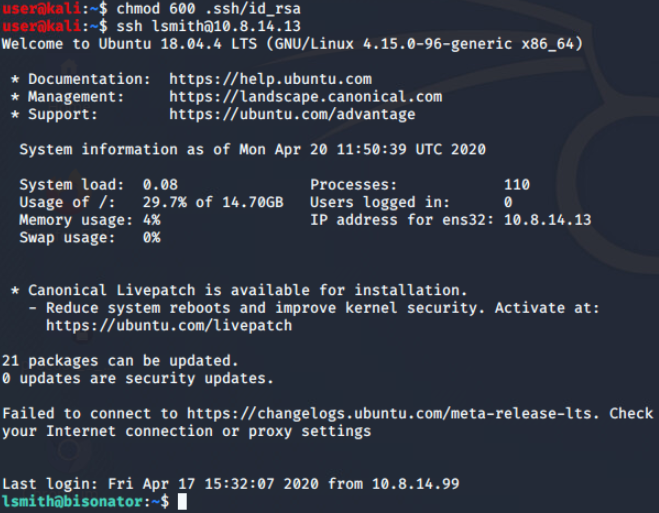 user@kali:~$ chmod 600 .ssh/id_rsa
user@kali:~$ ssh lsmith@10.8.14.13
Welcome to Ubuntu 18.04.4 LTS (GNU/Linux 4.15.0-96-generic x86_64)
* Documentation: https://help.ubuntu.com
* Management: https://landscape.canonical.com
* Support: https://ubuntu.com/advantage
System information as of Mon Apr 20 11:50:39 UTC 2020
System load: 0.08 Processes: 110
Usage of /: 29.7% of 14.70GB Users logged in: 0
Memory usage: 4% IP address for ens32: 10.8.14.13
Swap usage: 0%
* Canonical Livepatch is available for installation.
- Reduce system reboots and improve kernel security. Activate at:
https://ubuntu.com/livepatch
21 packages can be updated.
0 updates are security updates.
Failed to connect to https://changelogs.ubuntu.com/meta-release-lts. Check
your Internet connection or proxy settings
Last login: Fri Apr 17 15:32:07 2020 from 10.8.14.99
lsmith@bisonator:~$